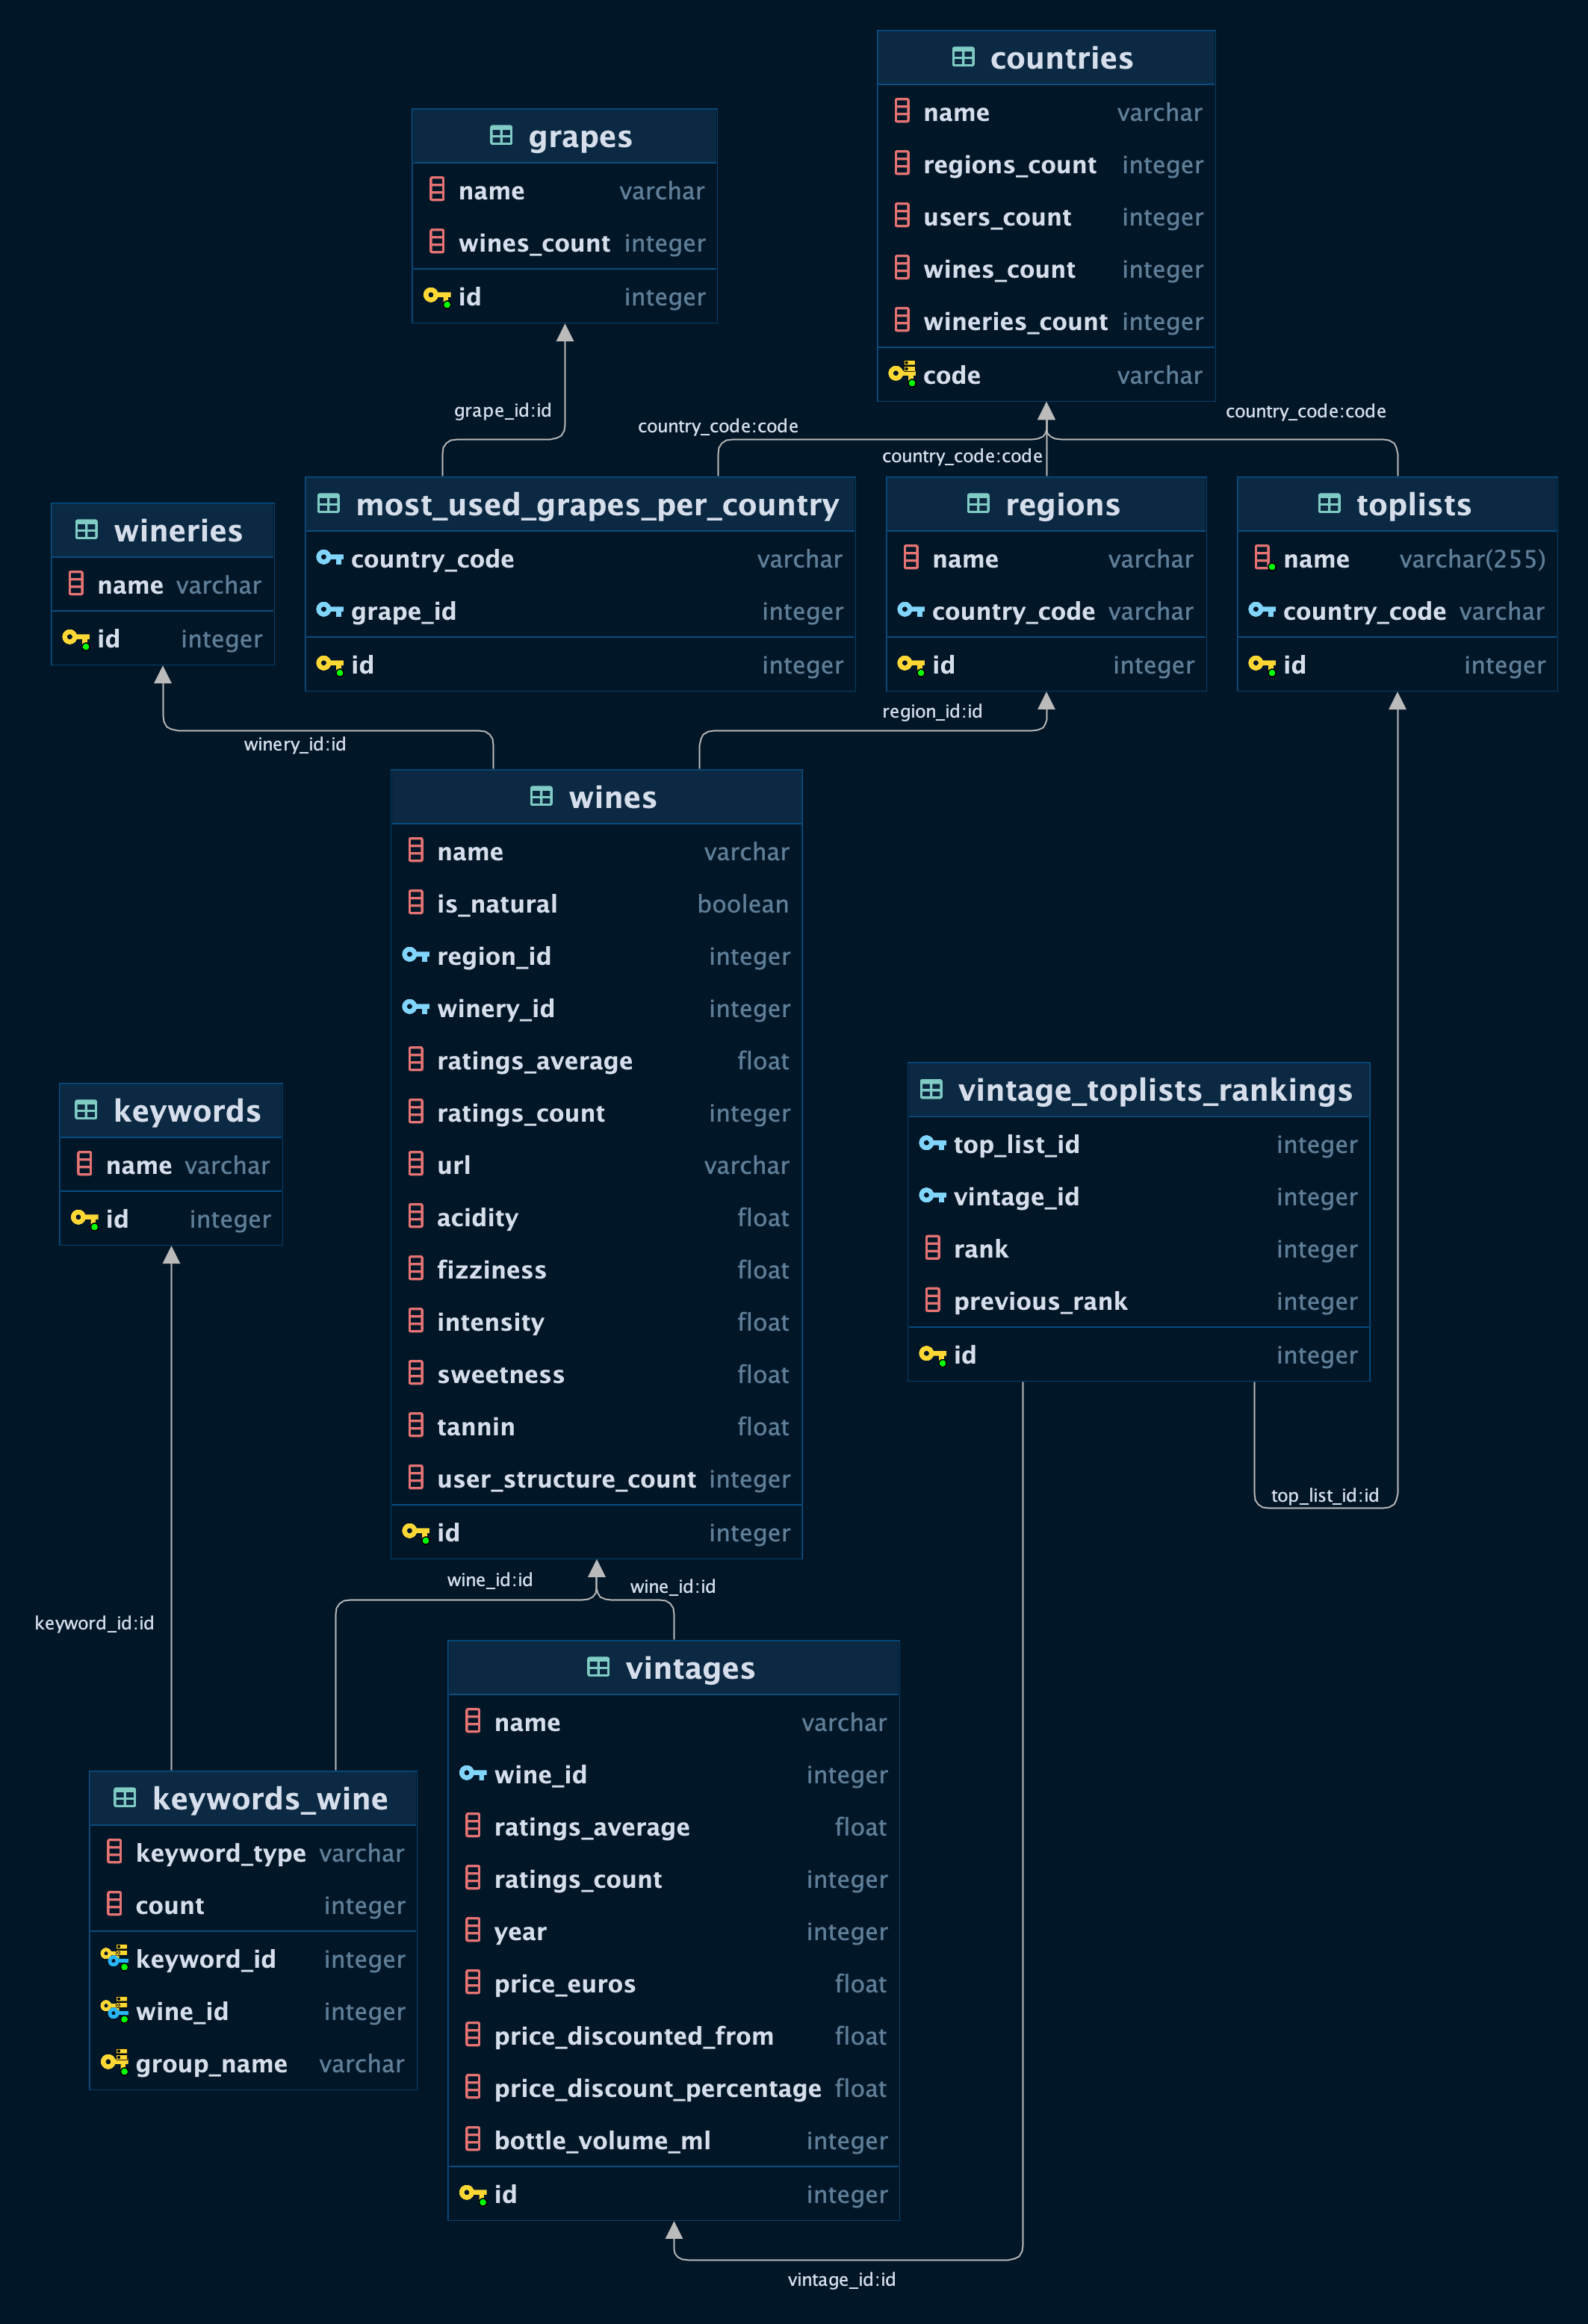 countries
name varchar
regions_count integer
users_count integer
wines_count integer
wineries_count integer
code varchar
grapes
name varchar
wines_count integer
id integer
grape_id:id
country_code:code
country_code:code
country_code:code
wineries
name varchar
id integer
most_used_grapes_per_country
country_code varchar
grape_id integer
id integer
regions
name varchar
country_code varchar
id integer
toplists
name varchar(255)
country_code varchar
id integer
winery_id:id
region_id:id
wines
name varchar
is_natural boolean
region_id integer
winery_id integer
ratings_average float
ratings_count integer
url varchar
acidity float
fizziness float
intensity float
sweetness float
tannin float
user_structure_count integer
id integer
keywords
name varchar
id integer
vintage_toplists_rankings
top_list_id integer
vintage_id integer
rank integer
previous_rank integer
id integer
top_list_id:id
wine_id:id
wine_id:id
keyword_id:id
vintages
name varchar
wine_id integer
ratings_average float
ratings_count integer
year integer
price_euros float
price_discounted_from float
price_discount_percentage float
bottle_volume_ml integer
id integer
keywords_wine
keyword_type varchar
count integer
keyword_id integer
wine_id integer
group_name varchar
vintage_id:id